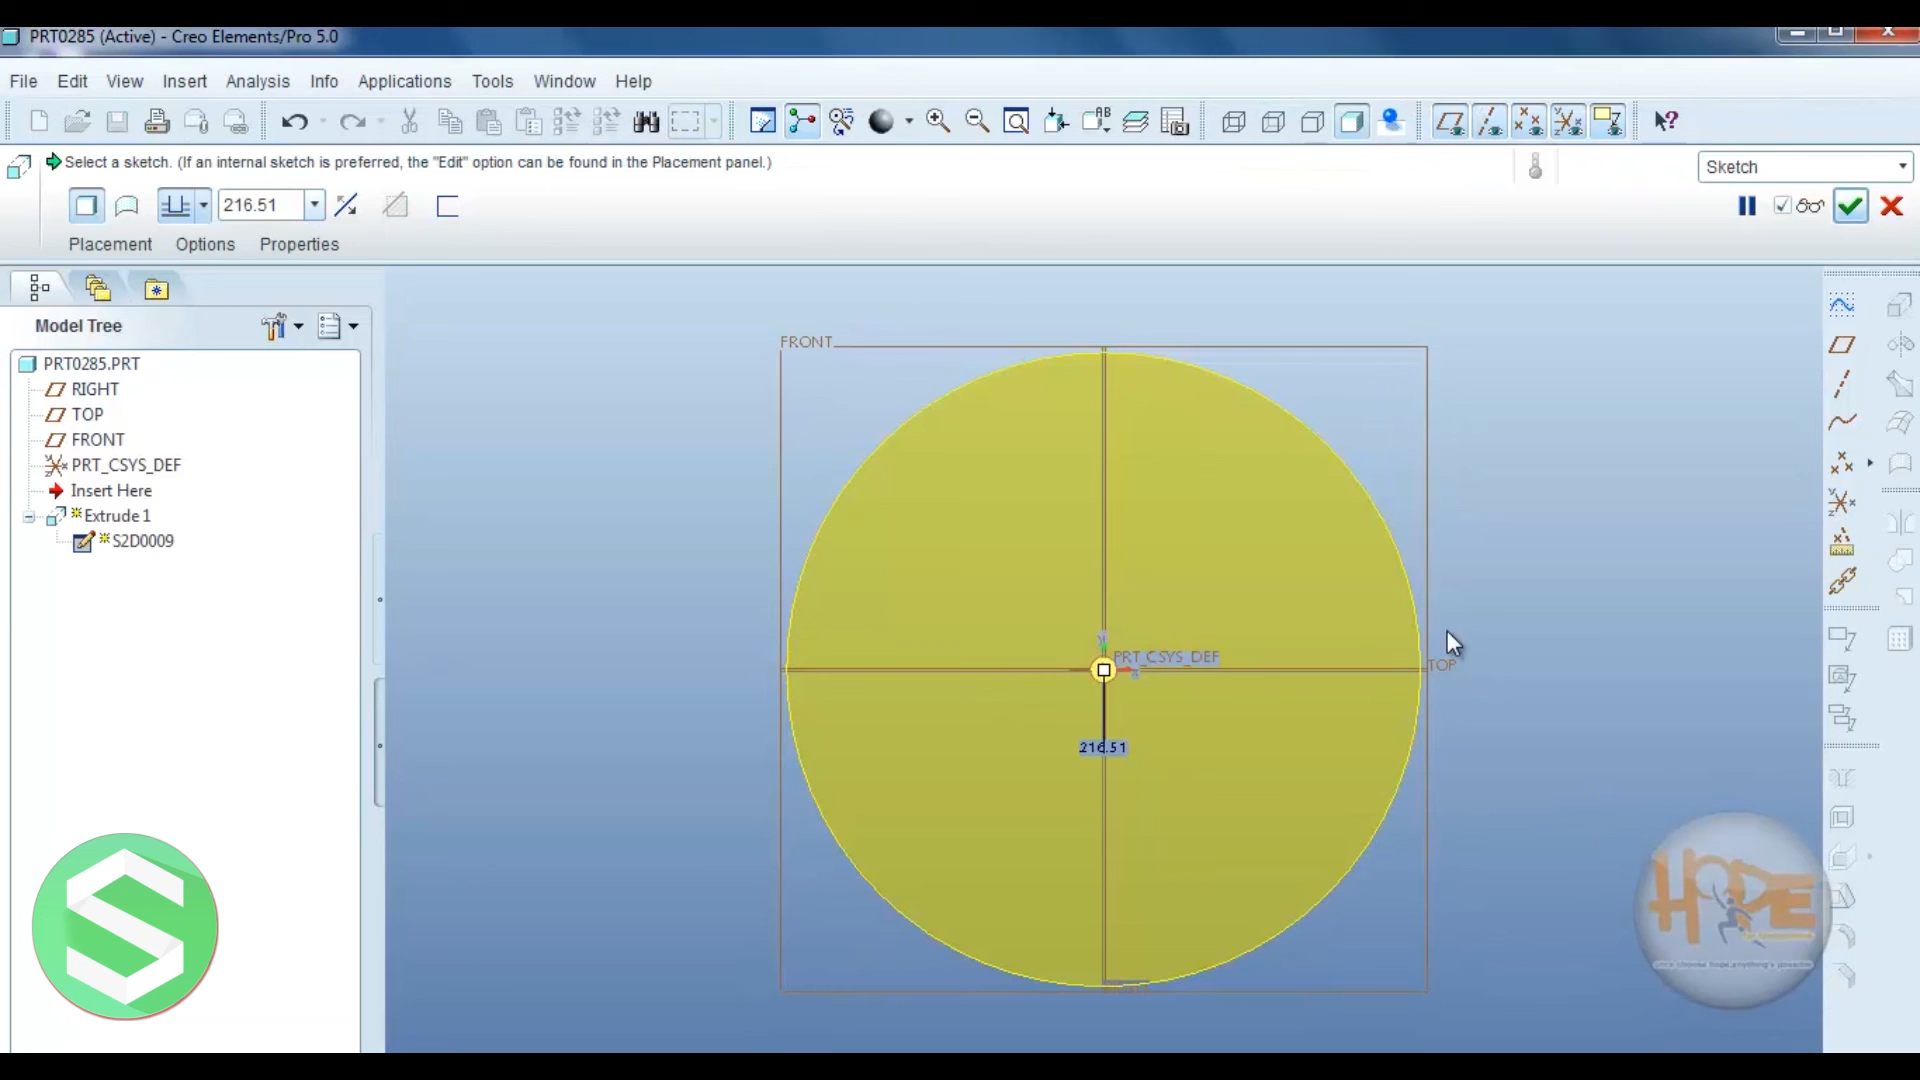 PRT0285 (Active) - Creo Elements/Pro 5.0
File Edit View Insert Analysis Info Applications Tools Window Help
Select a sketch. (If an internal sketch is preferred, the "Edit" option can be found in the Placement panel.)
Sketch
216.51
Placement Options Properties
Model Tree
PRT0285.PRT
RIGHT
TOP
FRONT
PRT_CSYS_DEF
Insert Here
Extrude 1
S2D0009
FRONT
PRT_CSYS_DEF
TOP
216.51
HOPE